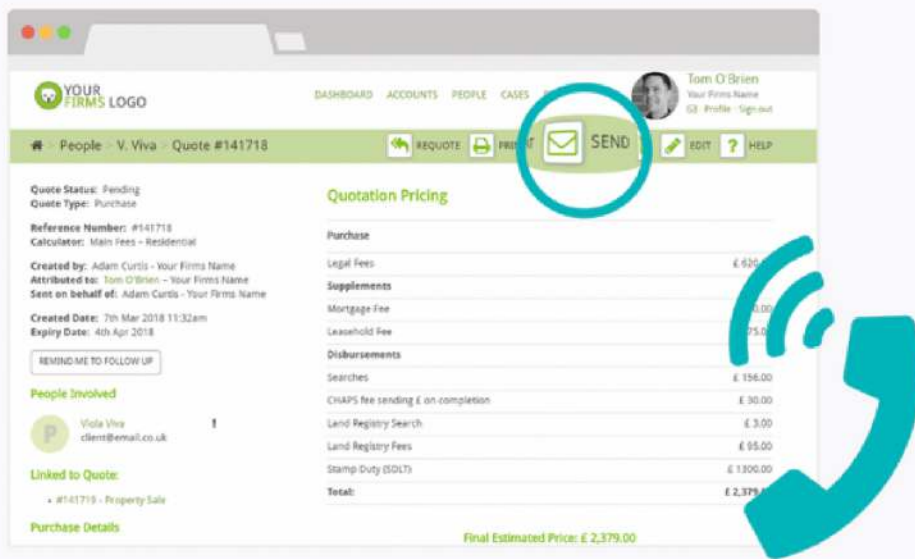 YOUR
FIRMS LOGO
DASHBOARD ACCOUNTS PEOPLE CASES
Tom O'Brien
Your Firms Name
Profile · Sign out
People > V. Viva > Quote #141718
REQUOTE
SEND
EDIT
? HELP
Quote Status: Pending
Quote Type: Purchase
Reference Number: #141718
Calculator: Main Fees – Residential
Created by: Adam Curtis - Your Firms Name
Attributed to: Tom O'Brien – Your Firms Name
Sent on behalf of: Adam Curtis - Your Firms Name
Created Date: 7th Mar 2018 11:32am
Expiry Date: 4th Apr 2018
REMIND ME TO FOLLOW UP
People Involved
P
Viola Viva
!
client@email.co.uk
Linked to Quote:
• #141719 - Property Sale
Purchase Details
Quotation Pricing
Purchase
Legal Fees £ 620
Supplements
Mortgage Fee
Leasehold Fee
Disbursements
Searches £ 156.00
CHAPS fee sending £ on completion £ 30.00
Land Registry Search £ 3.00
Land Registry Fees £ 95.00
Stamp Duty (SDLT) £ 1300.00
Total: £ 2,379
Final Estimated Price: £ 2,379.00